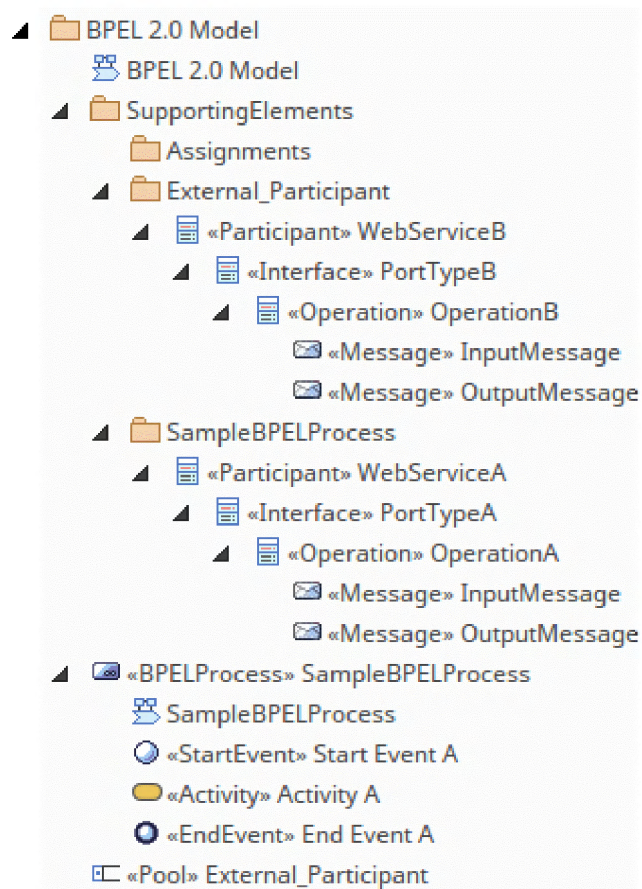 BPEL 2.0 Model
BPEL 2.0 Model
SupportingElements
Assignments
External_Participant
«Participant» WebServiceB
«Interface» PortTypeB
«Operation» OperationB
«Message» InputMessage
«Message» OutputMessage
SampleBPELProcess
«Participant» WebServiceA
«Interface» PortTypeA
«Operation» OperationA
«Message» InputMessage
«Message» OutputMessage
«BPELProcess» SampleBPELProcess
SampleBPELProcess
«StartEvent» Start Event A
«Activity» Activity A
«EndEvent» End Event A
«Pool» External_Participant